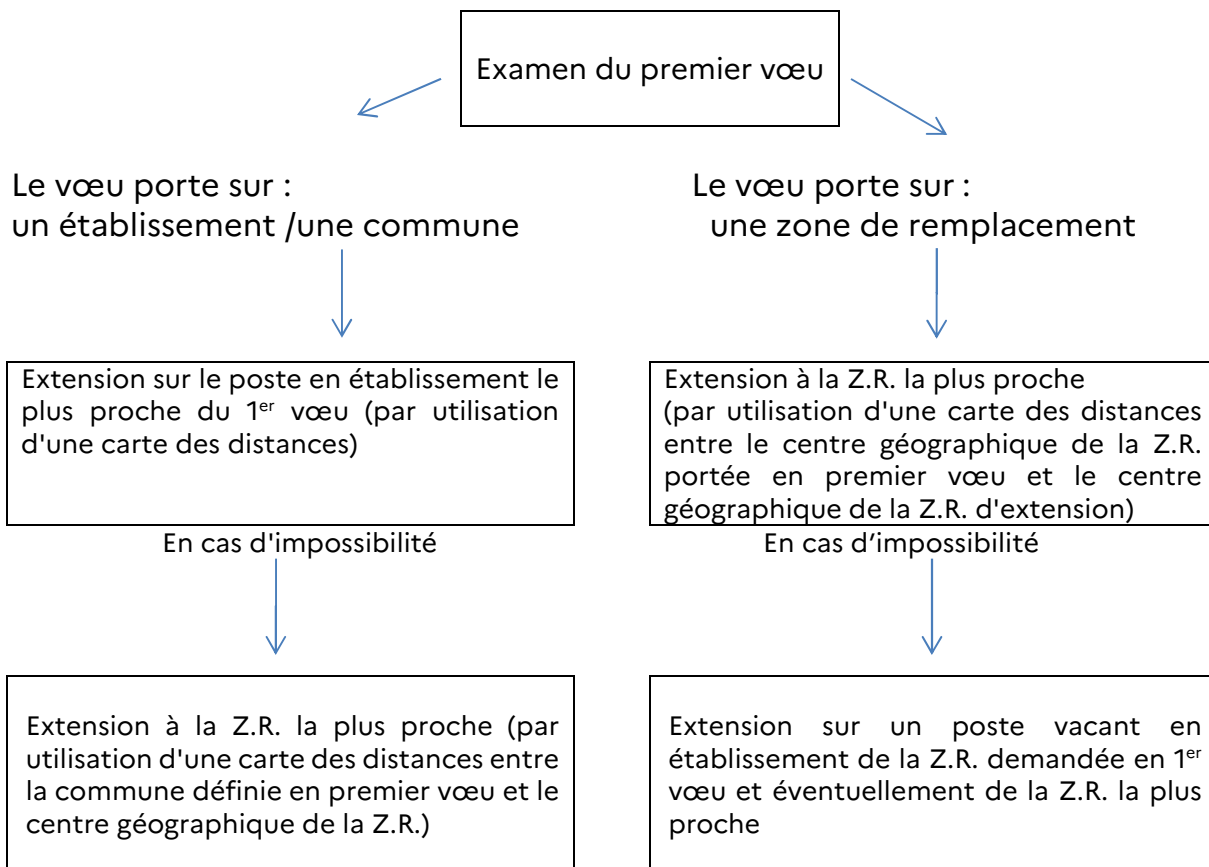 Examen du premier vœu
Le vœu porte sur :
un établissement /une commune
Le vœu porte sur :
une zone de remplacement
Extension sur le poste en établissement le
plus proche du 1er vœu (par utilisation
d'une carte des distances)
Extension à la Z.R. la plus proche
(par utilisation d'une carte des distances
entre le centre géographique de la Z.R.
portée en premier vœu et le centre
géographique de la Z.R. d'extension)
En cas d'impossibilité
En cas d’impossibilité
Extension à la Z.R. la plus proche (par
utilisation d'une carte des distances entre
la commune définie en premier vœu et le
centre géographique de la Z.R.)
Extension sur un poste vacant en
établissement de la Z.R. demandée en 1er
vœu et éventuellement de la Z.R. la plus
proche